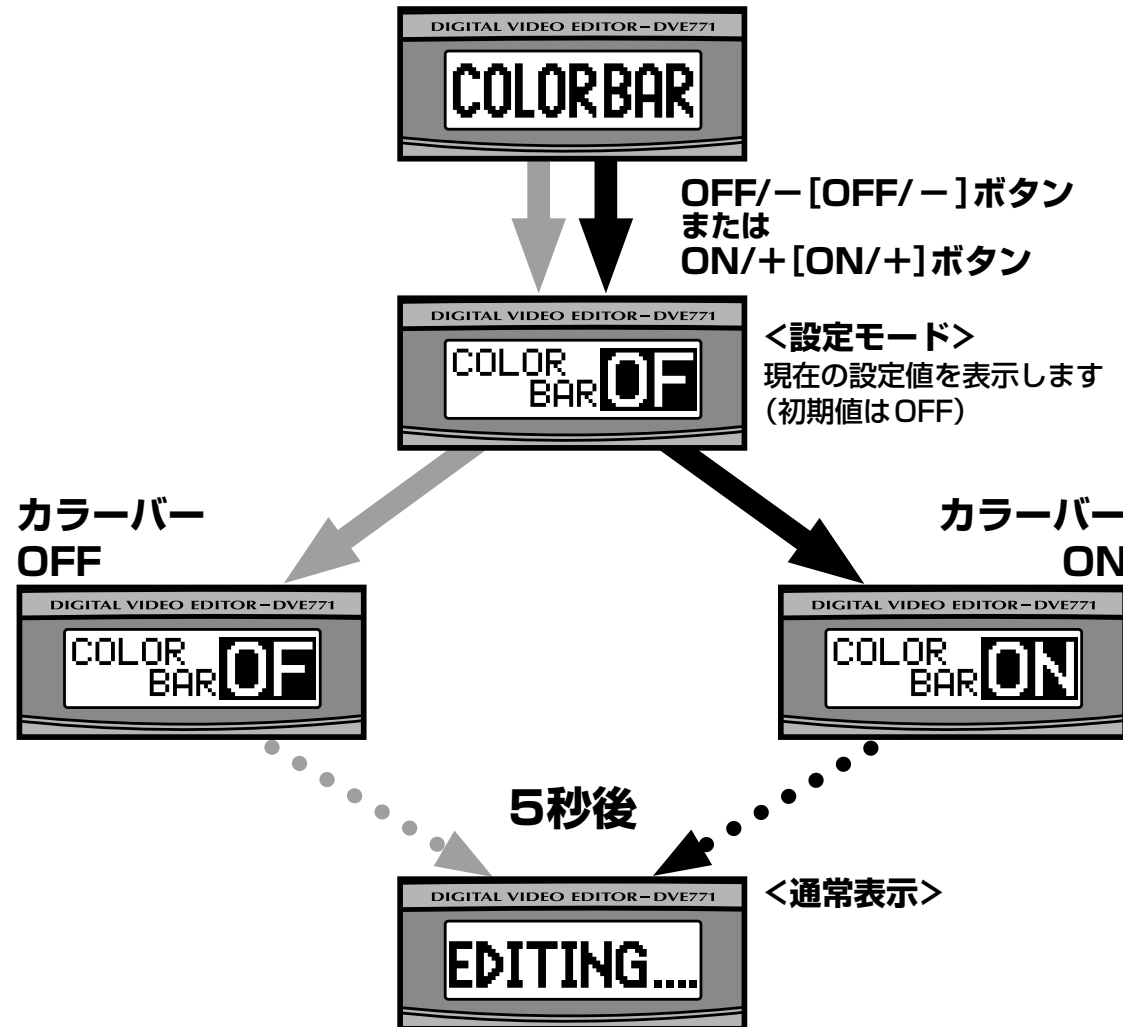 DIGITAL VIDEO EDITOR−DVE771
COLORBAR
OFF/−[OFF/−]ボタン
または
ON/+[ON/+]ボタン
DIGITAL VIDEO EDITOR−DVE771
COLOR
BAR OF
<設定モード>
現在の設定値を表示します
(初期値はOFF)
カラーバー
OFF
カラーバー
ON
DIGITAL VIDEO EDITOR−DVE771
COLOR
BAR OF
DIGITAL VIDEO EDITOR−DVE771
COLOR
BAR ON
5秒後
DIGITAL VIDEO EDITOR−DVE771
EDITING....
<通常表示>